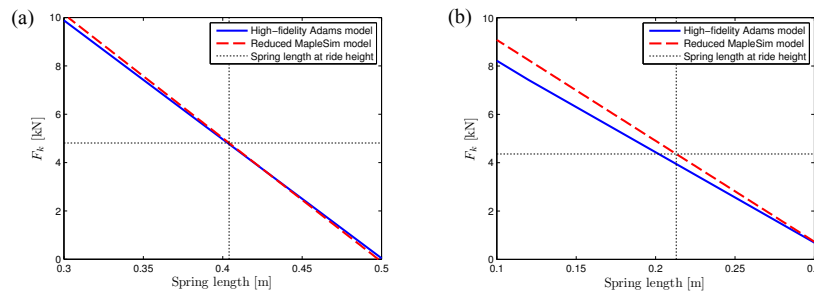 (a)
High-fidelity Adams model
Reduced MapleSim model
Spring length at ride height
10
8
6
4
2
0
F_k [kN]
0.3 0.35 0.4 0.45 0.5
Spring length [m]
(b)
High-fidelity Adams model
Reduced MapleSim model
Spring length at ride height
10
8
6
4
2
0
F_k [kN]
0.1 0.15 0.2 0.25
Spring length [m]